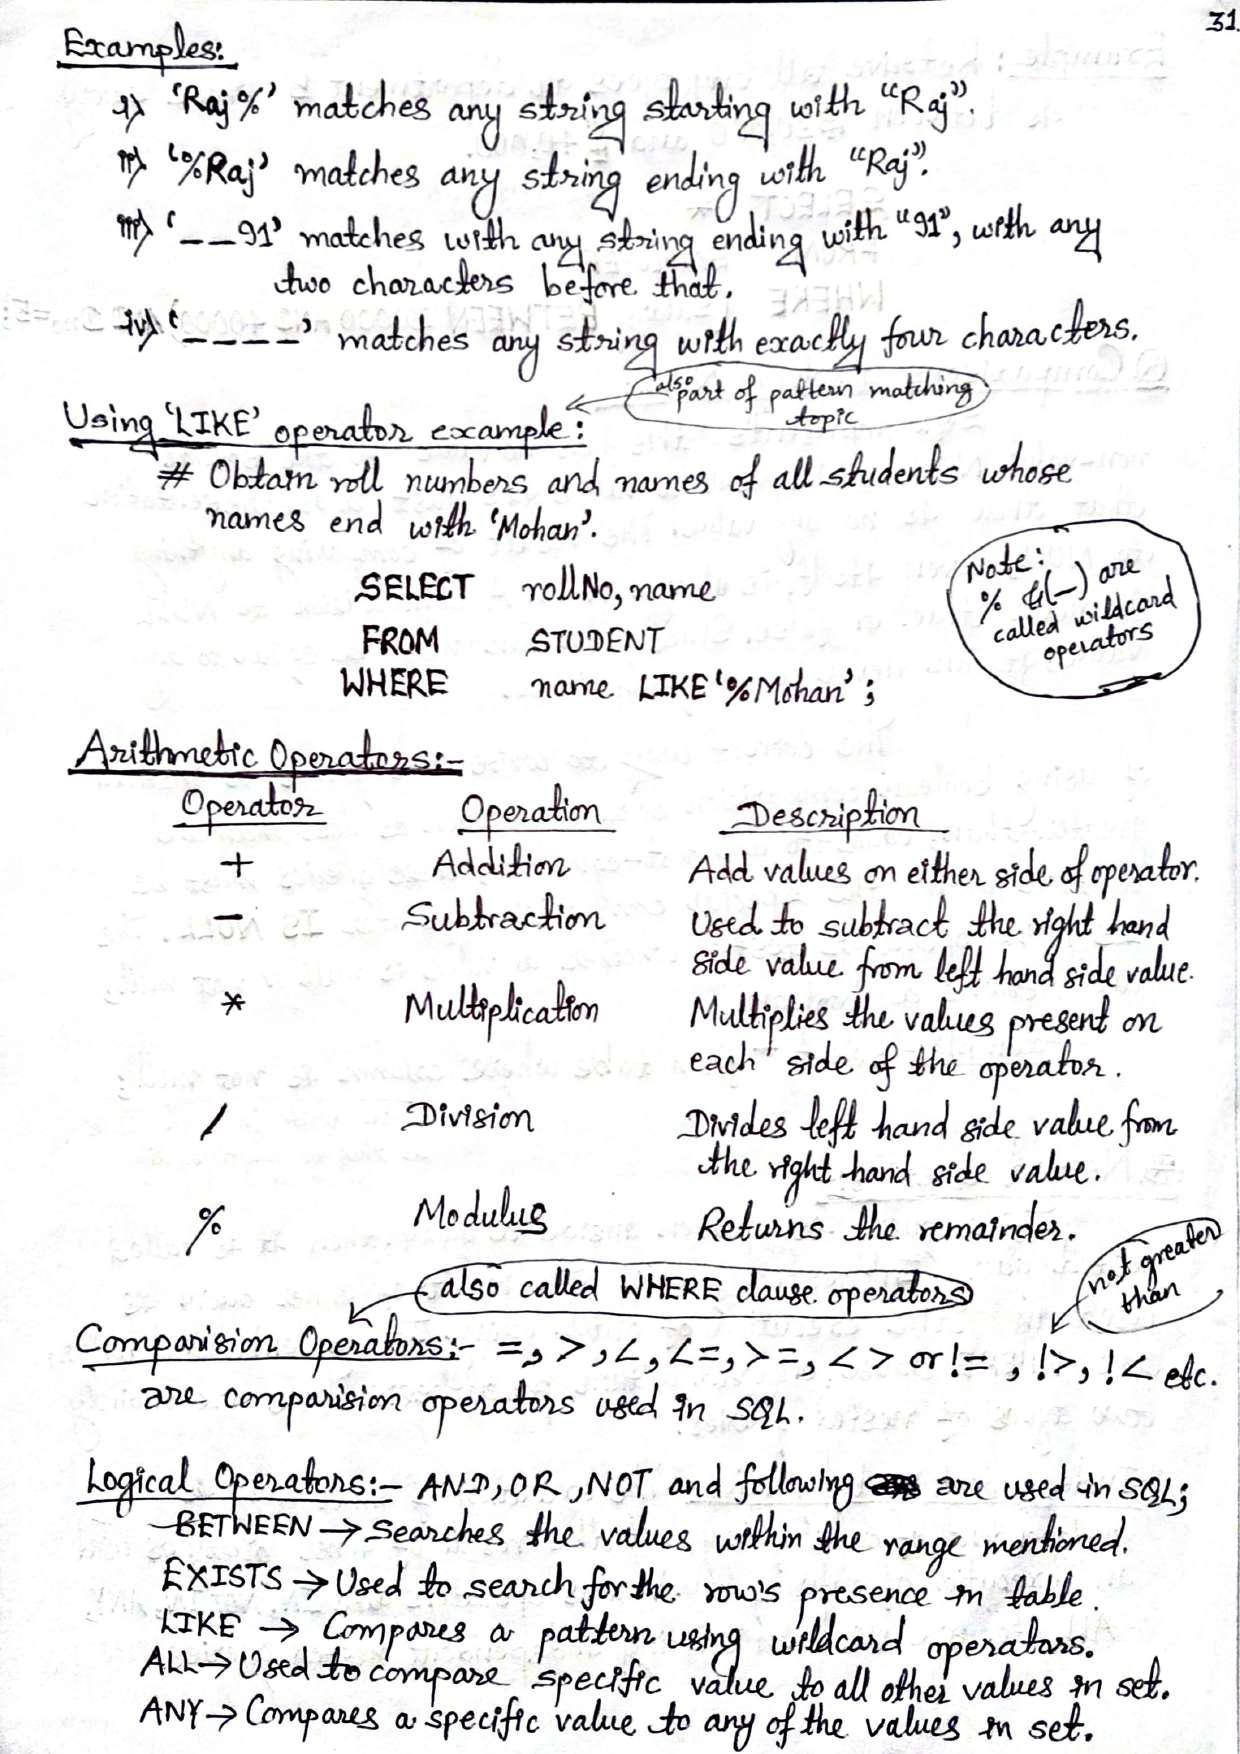 31.
Examples:
i) ‘Raj%’ matches any string starting with “Raj”.
ii) ‘%Raj’ matches any string ending with “Raj”.
iii) ‘__91’ matches with any string ending with “91”, with any
two characters before that.
iv) ‘____’ matches any string with exactly four characters.
also part of pattern matching
topic
Using ‘LIKE’ operator example:
# Obtain roll numbers and names of all students whose
names end with ‘Mohan’.
SELECT rollNo, name
FROM STUDENT
WHERE name LIKE ‘%Mohan’;
Note:
% & (_) are
called wildcard
operators
Arithmetic Operators:-
Operator Operation Description
+ Addition Add values on either side of operator.
- Subtraction Used to subtract the right hand
side value from left hand side value.
* Multiplication Multiplies the values present on
each side of the operator.
/ Division Divides left hand side value from
the right hand side value.
% Modulus Returns the remainder.
not greater
than
also called WHERE clause operators
Comparision Operators:- =, >, <, <=, >=, <> or !=, !>, !< etc.
are comparision operators used in SQL.
Logical Operators:- AND, OR, NOT and following are used in SQL;
BETWEEN → Searches the values within the range mentioned.
EXISTS → Used to search for the row's presence in table.
LIKE → Compares a pattern using wildcard operators.
ALL → Used to compare specific value to all other values in set.
ANY → Compares a specific value to any of the values in set.